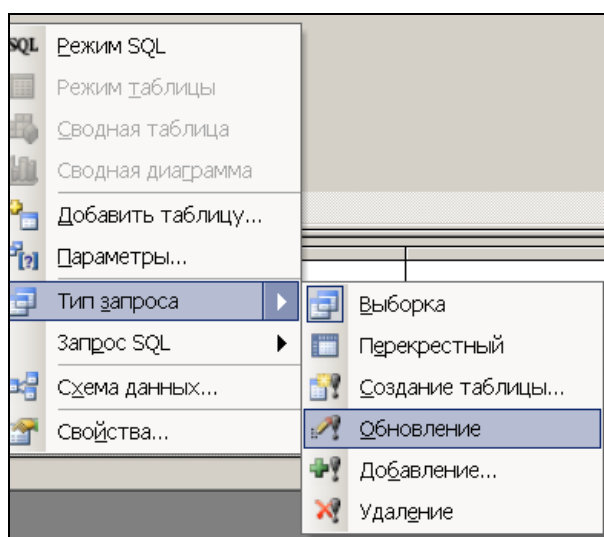 SQL Режим SQL
Режим таблицы
Сводная таблица
Сводная диаграмма
Добавить таблицу...
Параметры...
Тип запроса
Запрос SQL
Схема данных...
Свойства...
Выборка
Перекрестный
Создание таблицы...
Обновление
Добавление...
Удаление